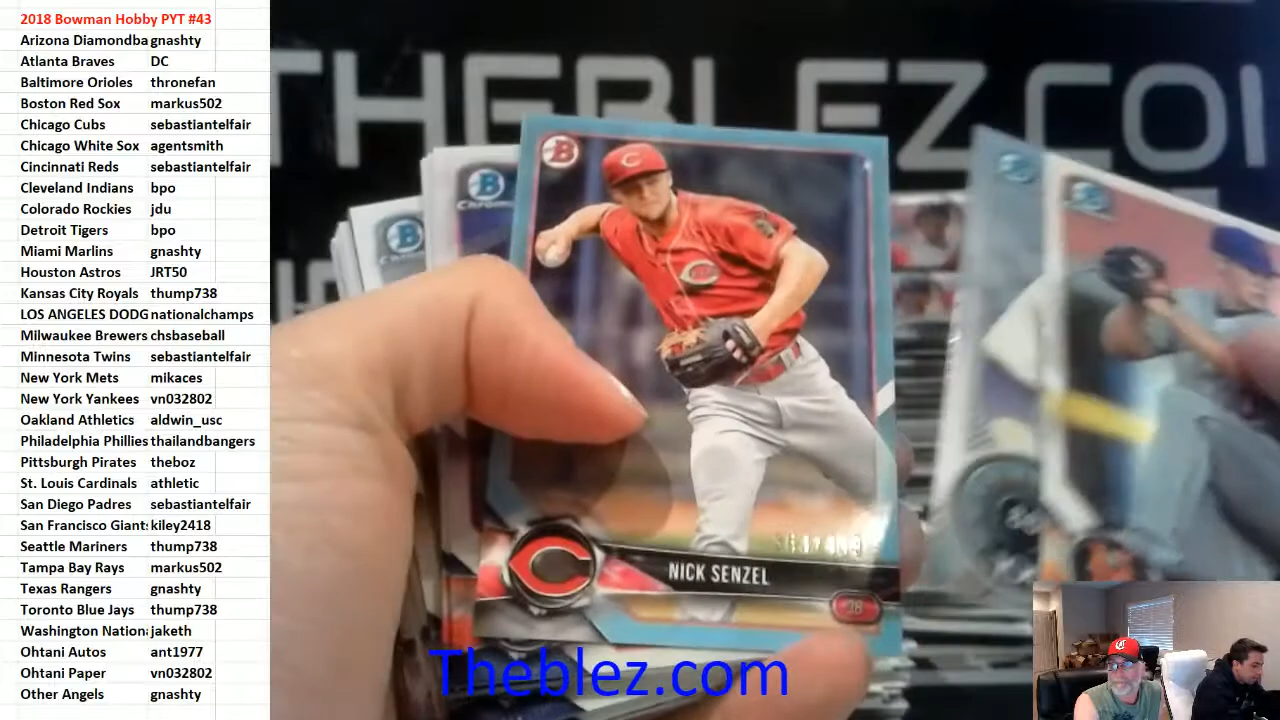 2018 Bowman Hobby PYT #43
Arizona Diamondba gnashty
Atlanta Braves DC
Baltimore Orioles thronefan
Boston Red Sox markus502
Chicago Cubs sebastiantelfair
Chicago White Sox agentsmith
Cincinnati Reds sebastiantelfair
Cleveland Indians bpo
Colorado Rockies jdu
Detroit Tigers bpo
Miami Marlins gnashty
Houston Astros JRT50
Kansas City Royals thump738
LOS ANGELES DODG nationalchamps
Milwaukee Brewers chsbaseball
Minnesota Twins sebastiantelfair
New York Mets mikaces
New York Yankees vn032802
Oakland Athletics aldwin_usc
Philadelphia Phillies thailandbangers
Pittsburgh Pirates theboz
St. Louis Cardinals athletic
San Diego Padres sebastiantelfair
San Francisco Giants kiley2418
Seattle Mariners thump738
Tampa Bay Rays markus502
Texas Rangers gnashty
Toronto Blue Jays thump738
Washington Nation jaketh
Ohtani Autos ant1977
Ohtani Paper vn032802
Other Angels gnashty
THEBLEZ.CO
B
B
Chrome
B
C
NICK SENZEL
Theblez.com